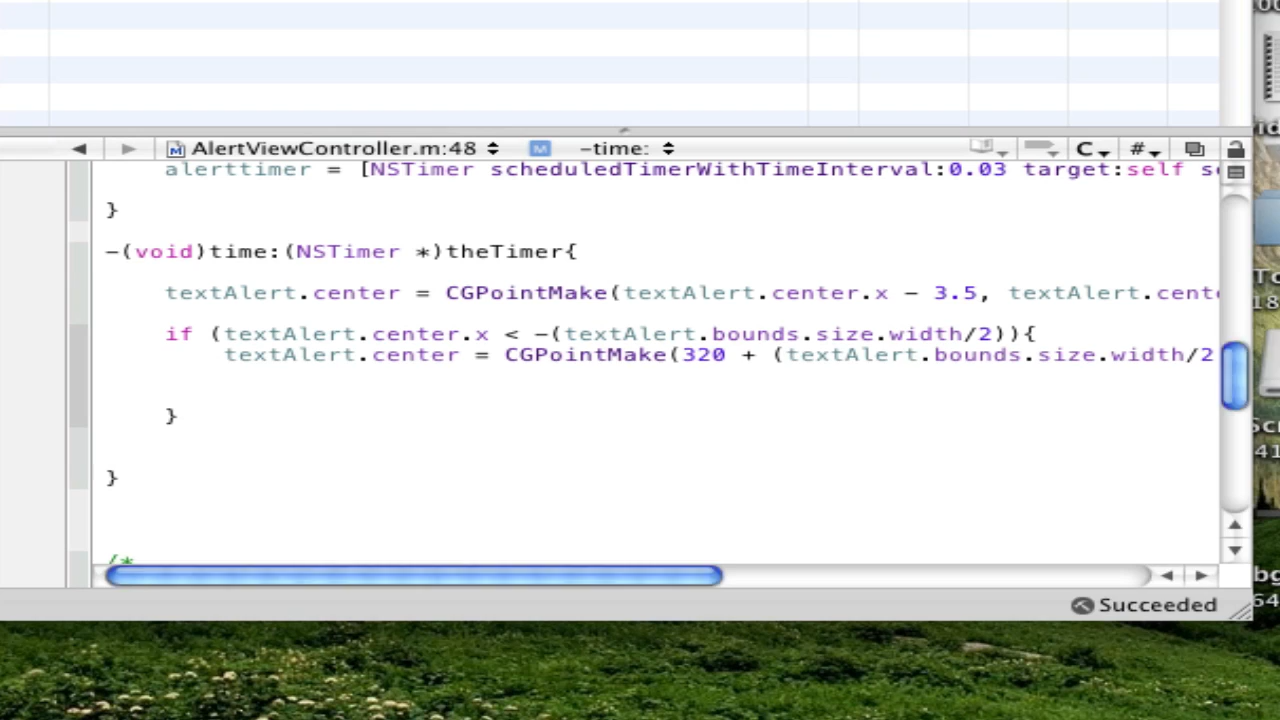 AlertViewController.m:48 -time: C #
alerttimer = [NSTimer scheduledTimerWithTimeInterval:0.03 target:self
}
-(void)time:(NSTimer *)theTimer{
textAlert.center = CGPointMake(textAlert.center.x - 3.5, textAlert.cent
if (textAlert.center.x < -(textAlert.bounds.size.width/2)){
textAlert.center = CGPointMake(320 + (textAlert.bounds.size.width/2
}
}
/*
Succeeded